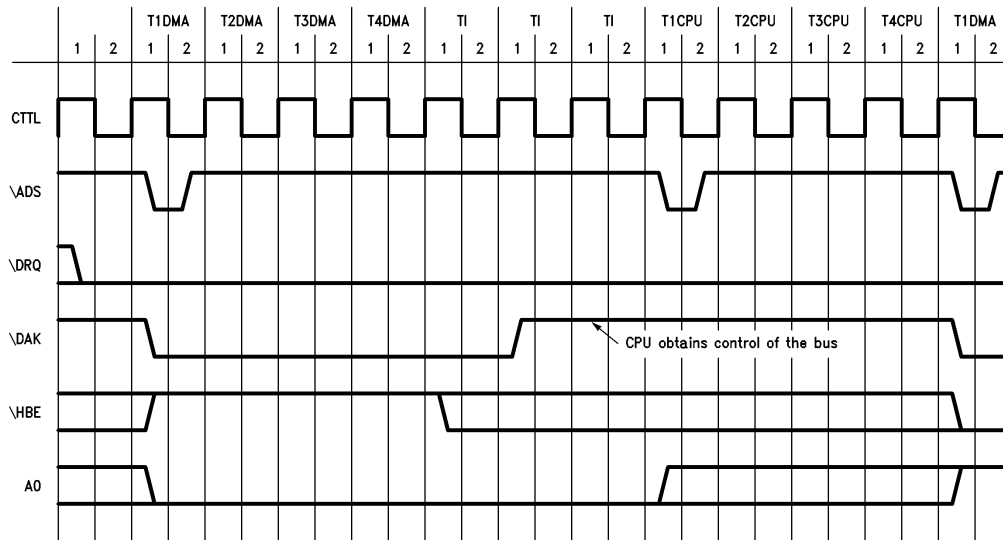 T1DMA T2DMA T3DMA T4DMA TI TI TI T1CPU T2CPU T3CPU T4CPU T1DMA
1 2 1 2 1 2 1 2 1 2 1 2 1 2 1 2 1 2 1 2 1 2 1 2 1
CTTL
\ADS
\DRQ
\DAK
CPU obtains control of the bus
\HBE
A0